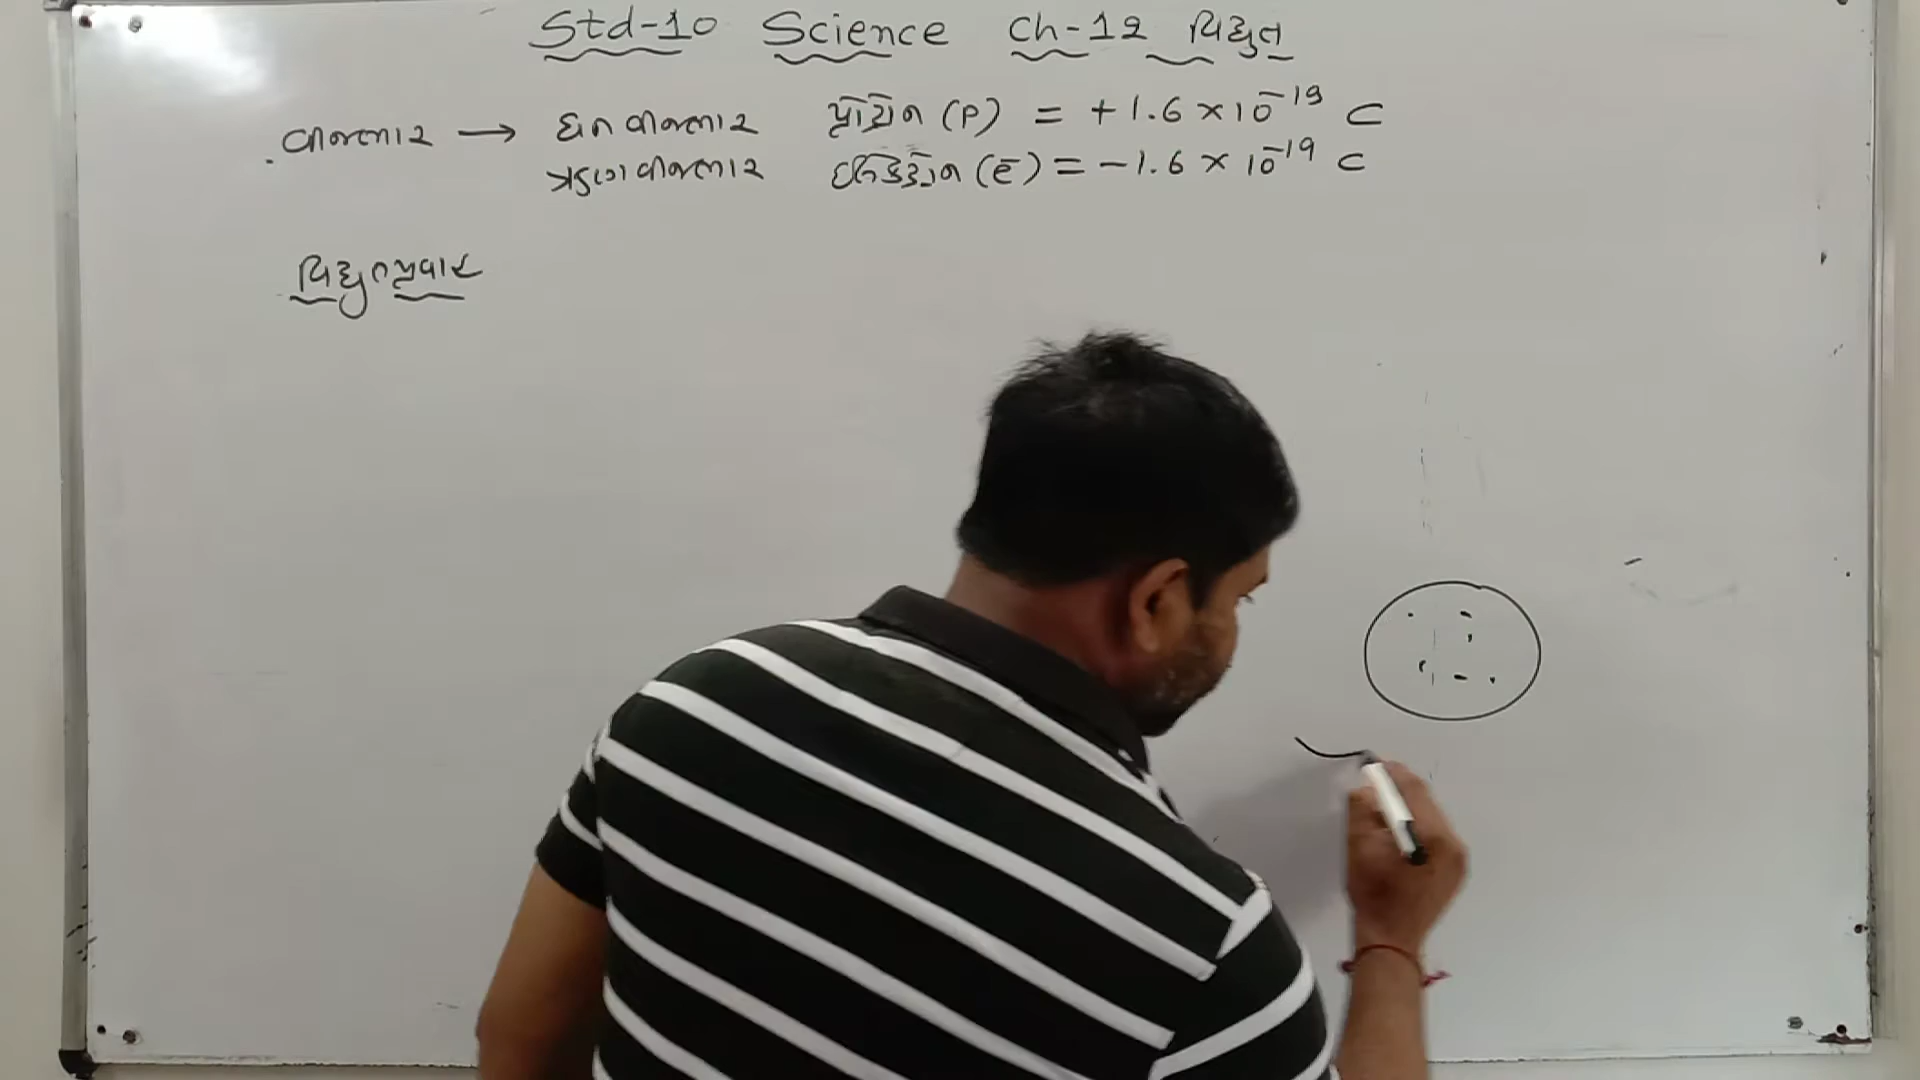 Std-10 Science Ch-12 વિદ્યુત
વીજભાર → ધન વીજભાર પ્રોટોન (P) = +1.6 × 10⁻¹⁹ C
ઋણ વીજભાર ઇલેક્ટ્રોન (e⁻) = -1.6 × 10⁻¹⁹ C
વિદ્યુતપ્રવાહ